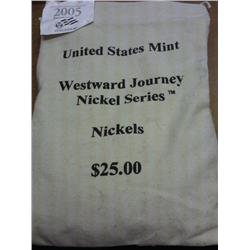 2005
United States Mint
Westward Journey
Nickel Series™
Nickels
$25.00